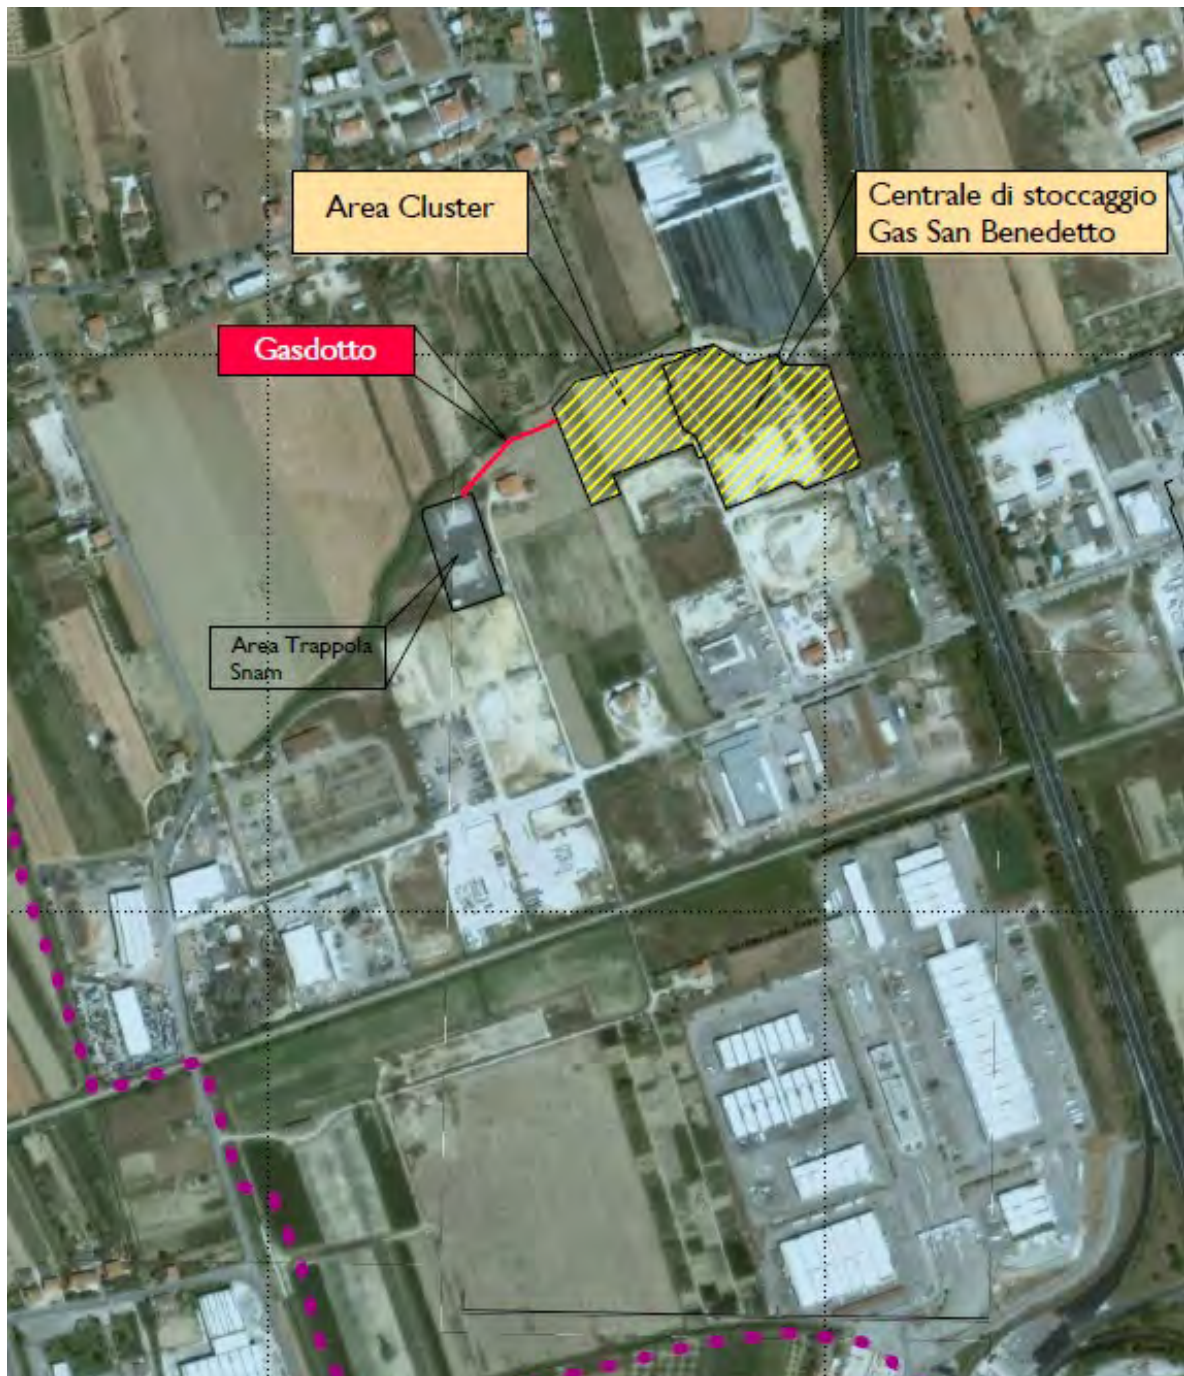 Area Cluster
Centrale di stoccaggio
Gas San Benedetto
Gasdotto
Area Trappola
Snam